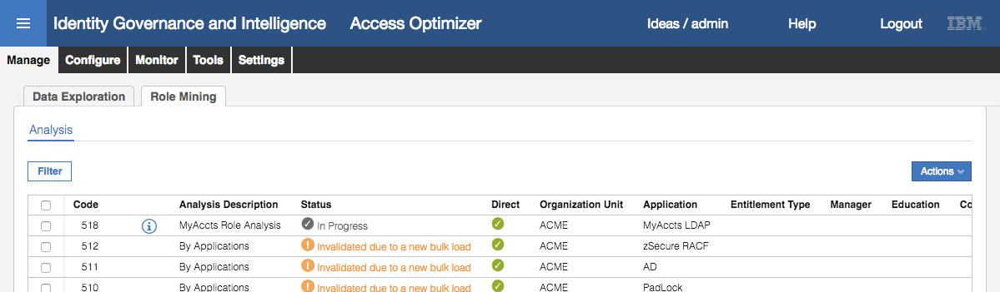 Identity Governance and Intelligence Access Optimizer Ideas / admin Help Logout IBM
Manage Configure Monitor Tools Settings
Data Exploration Role Mining
Analysis
Filter Actions
Code Analysis Description Status Direct Organization Unit Application Entitlement Type Manager Education Co
518 MyAccts Role Analysis In Progress ACME MyAccts LDAP
512 By Applications Invalidated due to a new bulk load ACME zSecure RACF
511 By Applications Invalidated due to a new bulk load ACME AD
510 By Applications Invalidated due to a new bulk load ACME PadLock